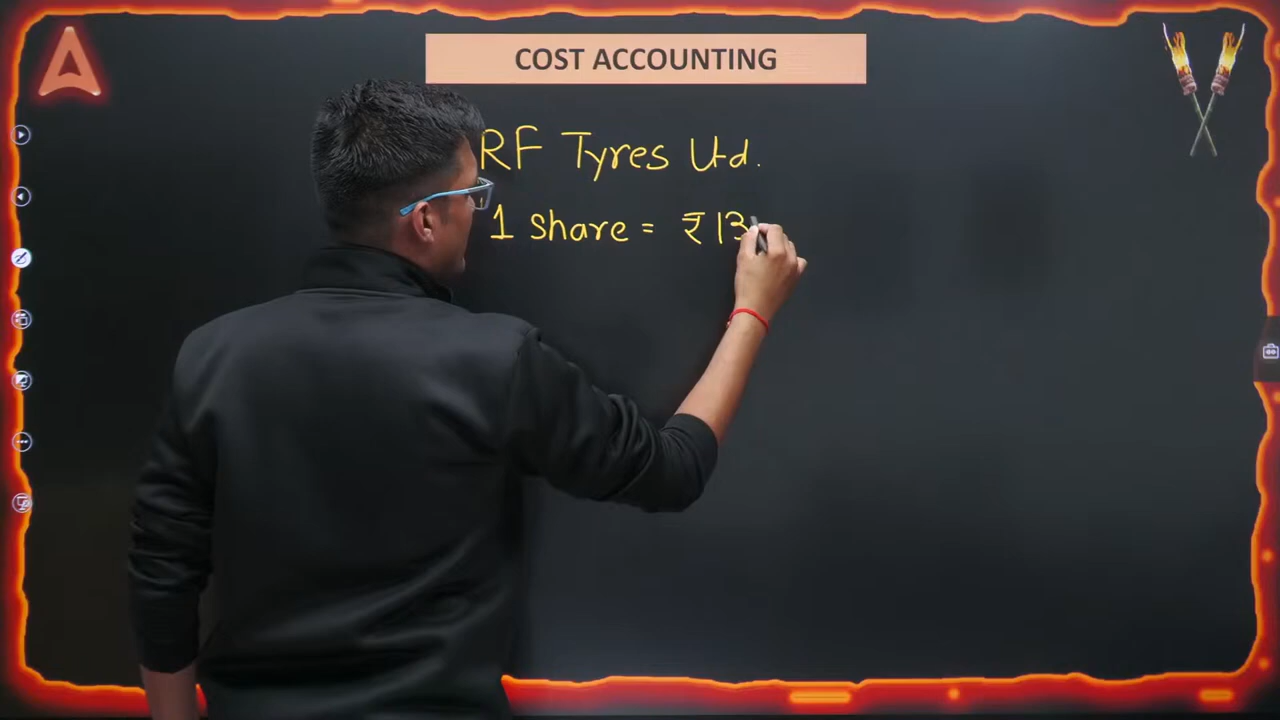 COST ACCOUNTING
RF Tyres Ltd.
1 share = ₹13